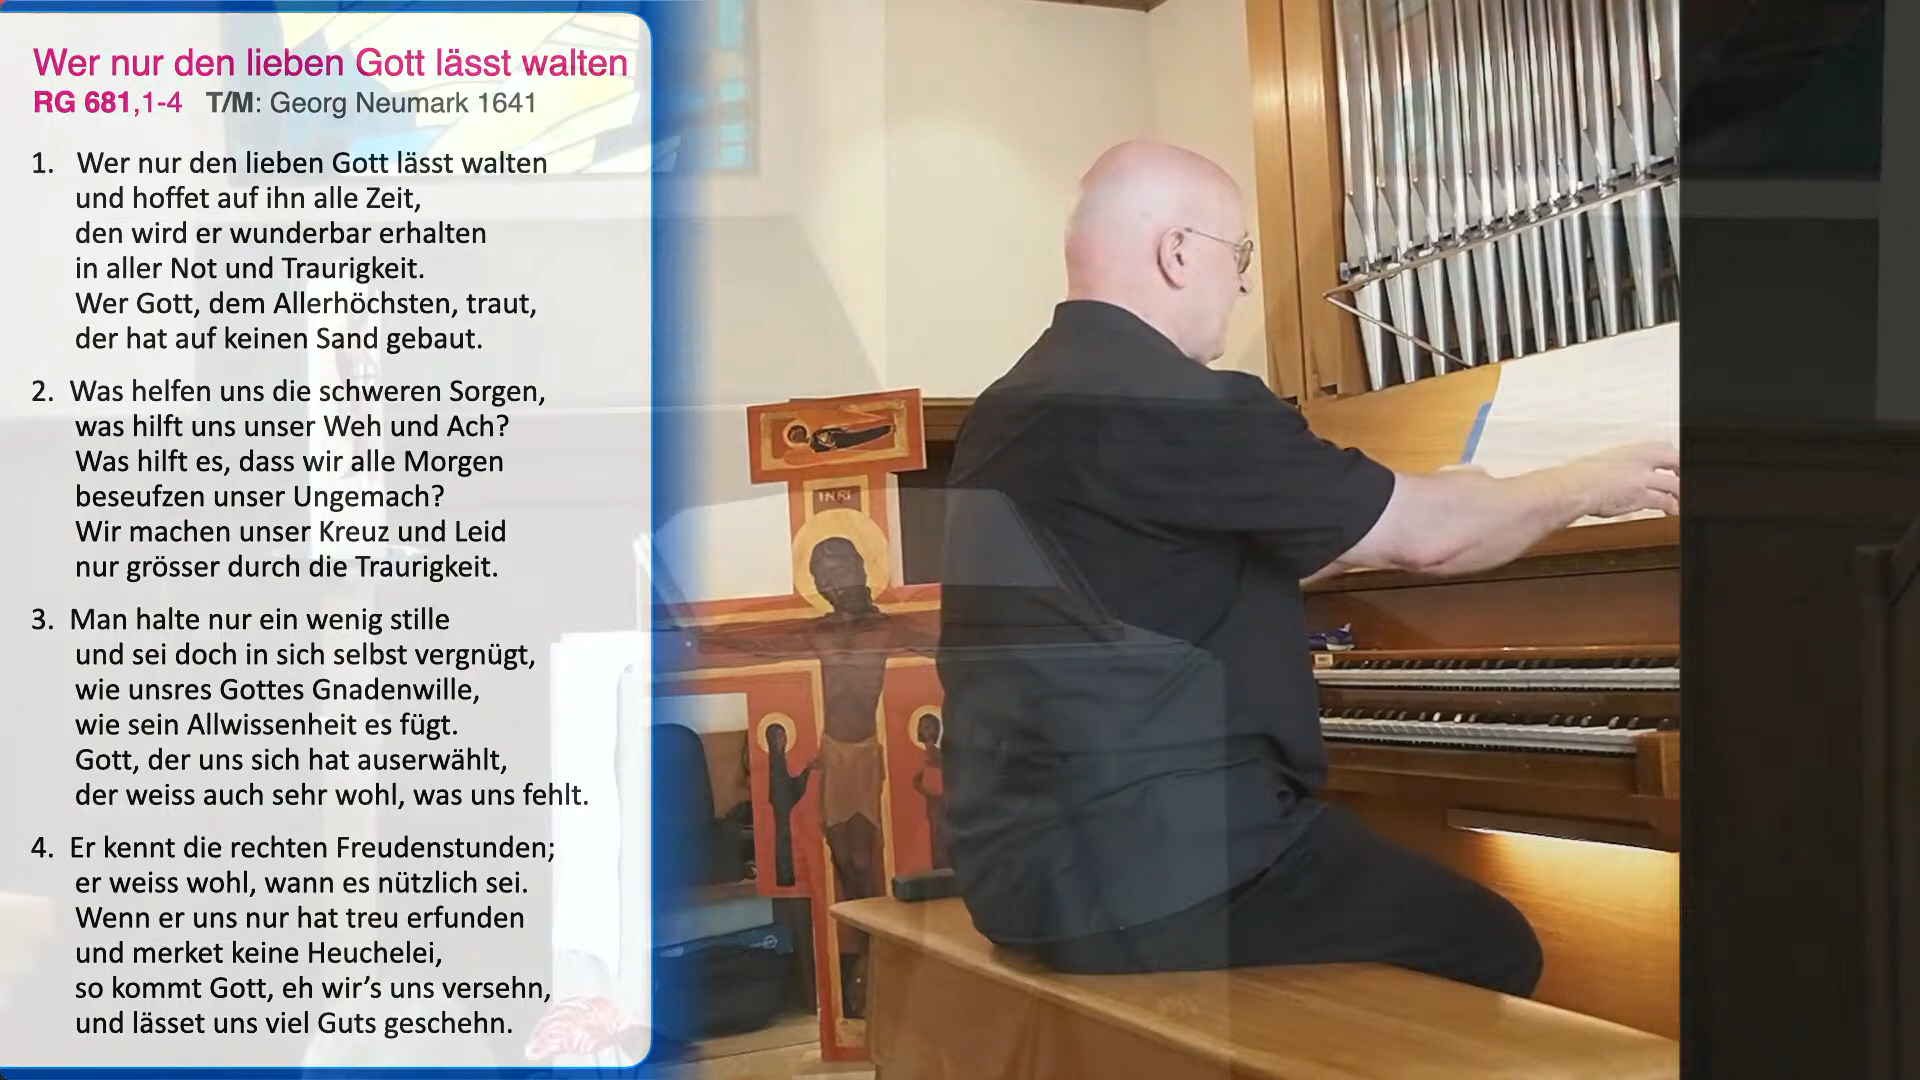 Wer nur den lieben Gott lässt walten
RG 681,1-4 T/M: Georg Neumark 1641
1. Wer nur den lieben Gott lässt walten
und hoffet auf ihn alle Zeit,
den wird er wunderbar erhalten
in aller Not und Traurigkeit.
Wer Gott, dem Allerhöchsten, traut,
der hat auf keinen Sand gebaut.
2. Was helfen uns die schweren Sorgen,
was hilft uns unser Weh und Ach?
Was hilft es, dass wir alle Morgen
beseufzen unser Ungemach?
Wir machen unser Kreuz und Leid
nur grösser durch die Traurigkeit.
3. Man halte nur ein wenig stille
und sei doch in sich selbst vergnügt,
wie unsres Gottes Gnadenwille,
wie sein Allwissenheit es fügt.
Gott, der uns sich hat auserwählt,
der weiss auch sehr wohl, was uns fehlt.
4. Er kennt die rechten Freudenstunden;
er weiss wohl, wann es nützlich sei.
Wenn er uns nur hat treu erfunden
und merket keine Heuchelei,
so kommt Gott, eh wir’s uns versehn,
und lässet uns viel Guts geschehn.
INRI